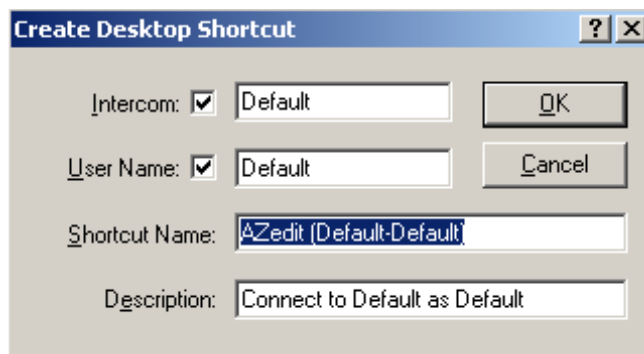 Create Desktop Shortcut ? X
Intercom: Default OK
User Name: Default Cancel
Shortcut Name: AZedit (Default-Default)
Description: Connect to Default as Default